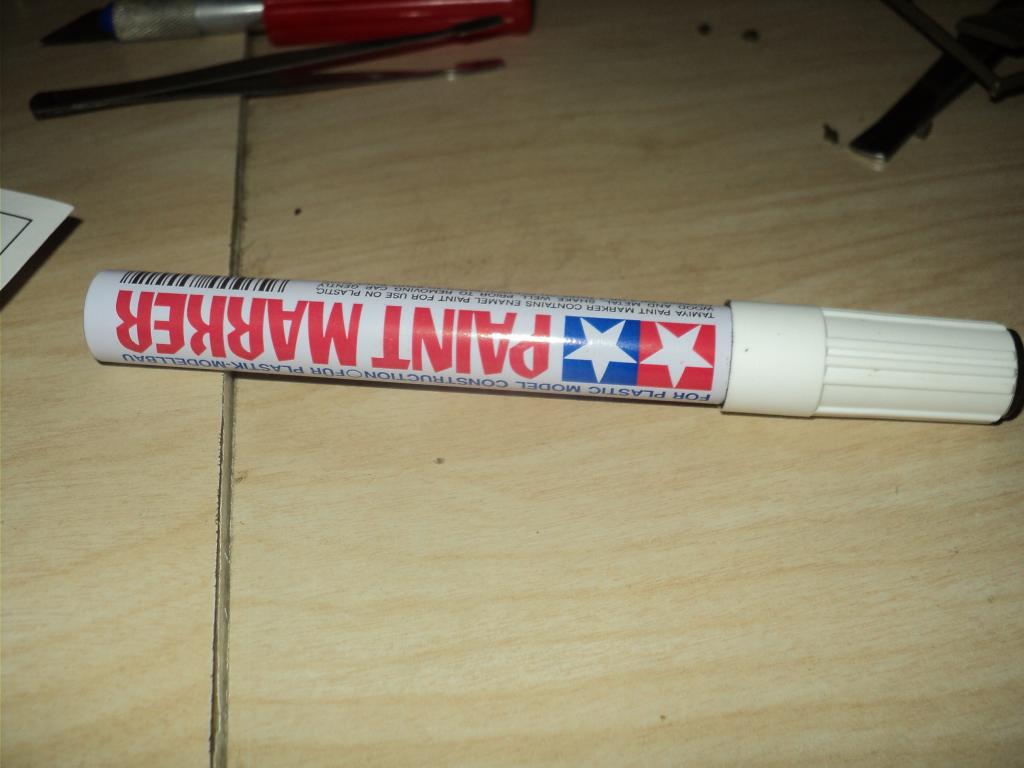 FOR PLASTIC MODEL CONSTRUCTION○FÜR PLASTIK-MODELLBAU
PAINT MARKER
TAMIYA PAINT MARKER CONTAINS ENAMEL PAINT FOR USE ON PLASTIC
WOOD AND METAL. SHAKE WELL PRIOR TO REMOVING CAP GENTLY